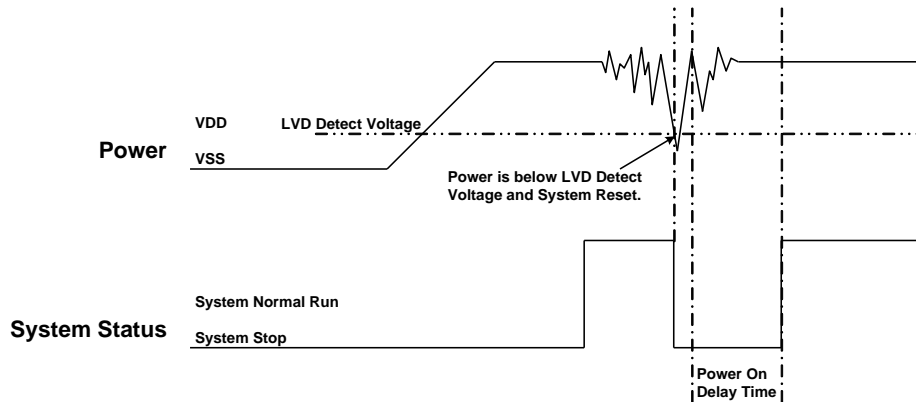 VDD
LVD Detect Voltage
Power
VSS
Power is below LVD Detect
Voltage and System Reset.
System Normal Run
System Status
System Stop
Power On
Delay Time